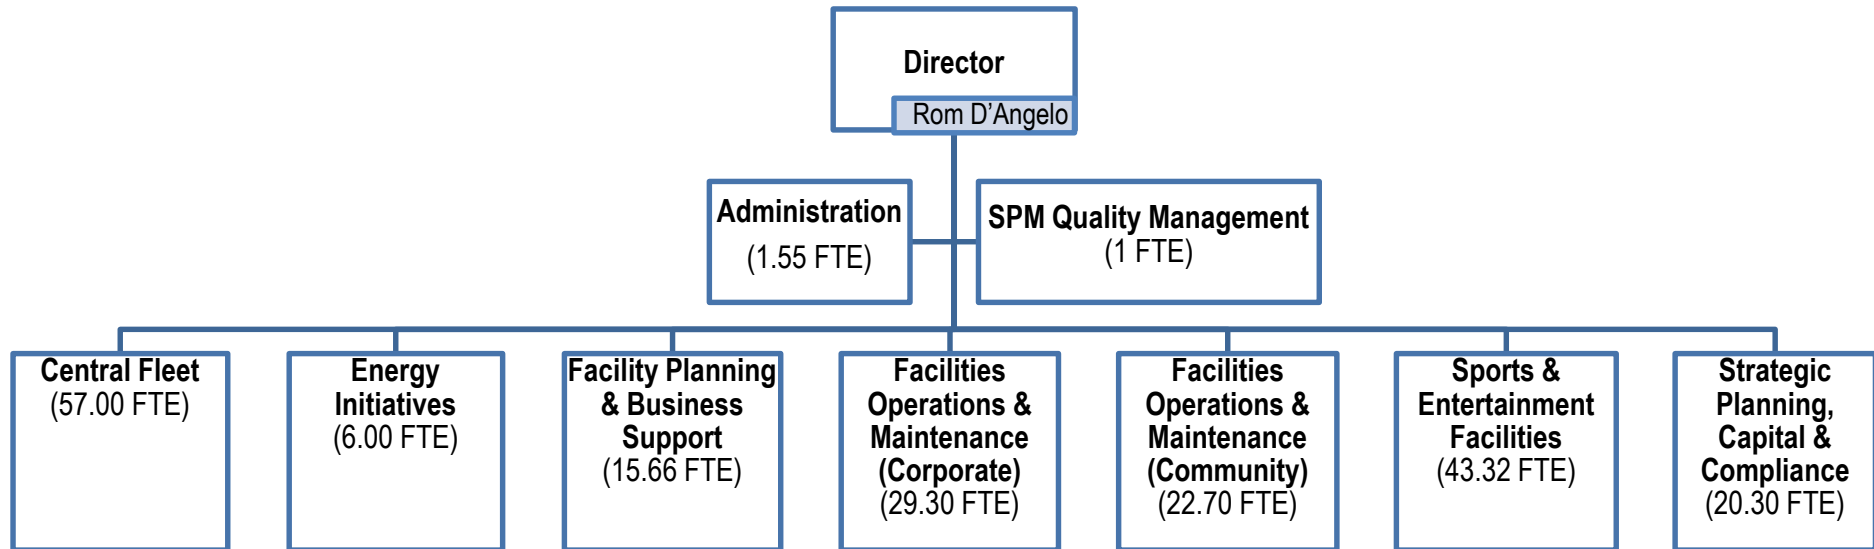 Director
Rom D’Angelo
Administration
(1.55 FTE)
SPM Quality Management
(1 FTE)
Central Fleet
(57.00 FTE)
Energy
Initiatives
(6.00 FTE)
Facility Planning
& Business
Support
(15.66 FTE)
Facilities
Operations &
Maintenance
(Corporate)
(29.30 FTE)
Facilities
Operations &
Maintenance
(Community)
(22.70 FTE)
Sports &
Entertainment
Facilities
(43.32 FTE)
Strategic
Planning,
Capital &
Compliance
(20.30 FTE)